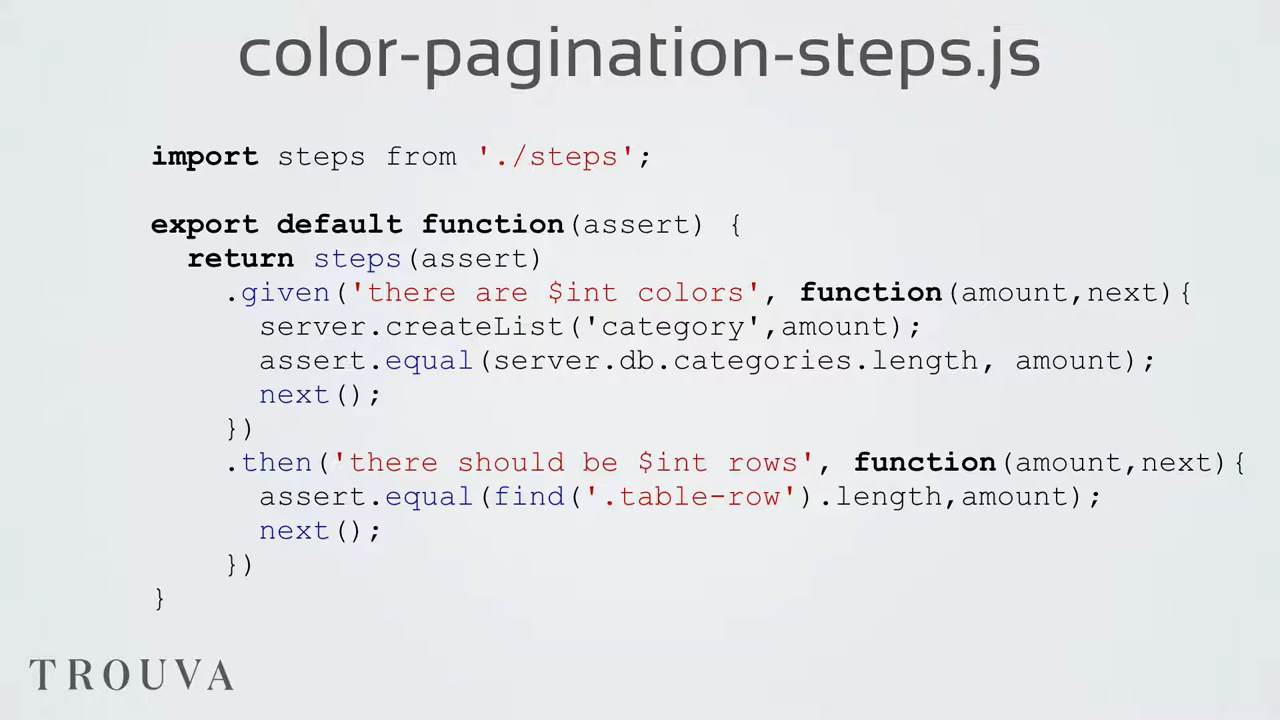 color-pagination-steps.js
import steps from './steps';
export default function(assert) {
return steps(assert)
.given('there are $int colors', function(amount,next){
server.createList('category',amount);
assert.equal(server.db.categories.length, amount);
next();
})
.then('there should be $int rows', function(amount,next){
assert.equal(find('.table-row').length,amount);
next();
})
}
TROUVA